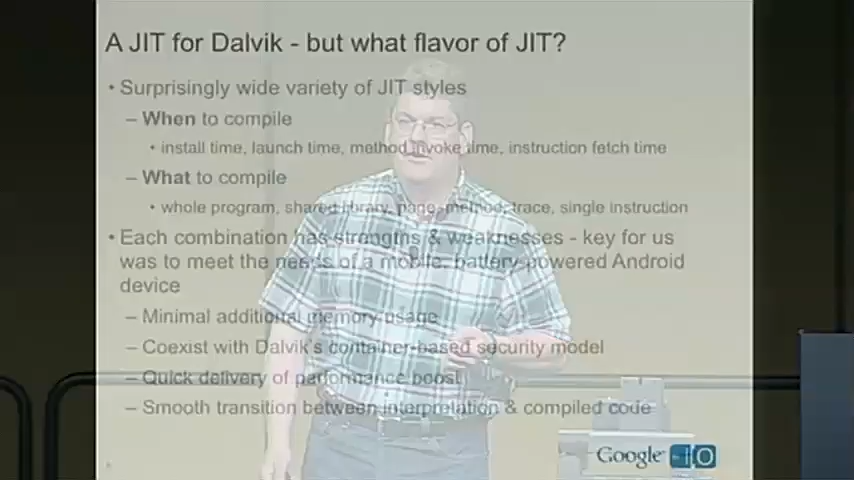 A JIT for Dalvik - but what flavor of JIT?
• Surprisingly wide variety of JIT styles
– When to compile
• install time, launch time, method invoke time, instruction fetch time
– What to compile
• whole program, shared library, page, method, trace, single instruction
• Each combination has strengths & weaknesses - key for us
was to meet the needs of a mobile, battery-powered Android
device
– Minimal additional memory usage
– Coexist with Dalvik's container-based security model
– Quick delivery of performance boost
– Smooth transition between interpretation & compiled code
Google IO